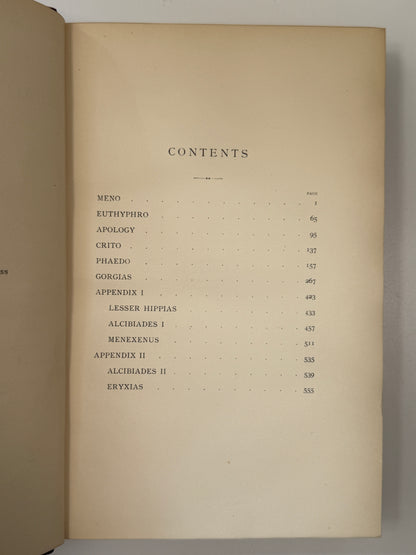 ss
CONTENTS
PAGE
MENO . . . . . . . . . 1
EUTHYPHRO . . . . . . . 65
APOLOGY . . . . . . . . 95
CRITO . . . . . . . . . 137
PHAEDO . . . . . . . . 157
GORGIAS . . . . . . . . 267
APPENDIX I . . . . . . . 423
LESSER HIPPIAS . . . . . . 433
ALCIBIADES I . . . . . . 457
MENEXENUS . . . . . . . 511
APPENDIX II . . . . . . . 535
ALCIBIADES II . . . . . . 539
ERYXIAS . . . . . . . . 555